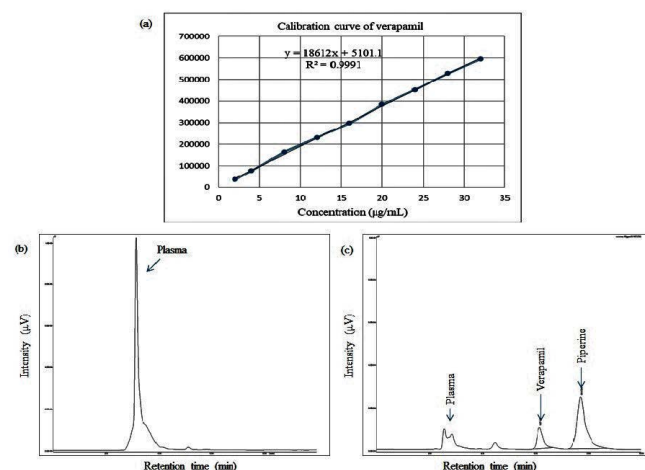 (a)
Calibration curve of verapamil
y = 18612x + 5101.1
R² = 0.9991
700000
600000
500000
400000
300000
200000
100000
0
0 5 10 15 20 25 30 35
Concentration (µg/mL)
(b)
Plasma
Intensity (µV)
Retention time (min)
(c)
Intensity (µV)
Plasma
Verapamil
Piperine
Retention time (min)